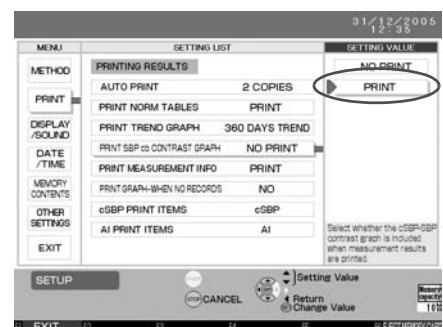 31/12/2005
12:35
MENU
SETTING LIST
SETTING VALUE
METHOD
PRINT
DISPLAY
/SOUND
DATE
/TIME
MEMORY
CONTENTS
OTHER
SETTINGS
EXIT
PRINTING RESULTS
AUTO PRINT 2 COPIES
PRINT NORM TABLES PRINT
PRINT TREND GRAPH 360 DAYS TREND
PRINT SBP cb CONTRAST GRAPH NO PRINT
PRINT MEASUREMENT INFO PRINT
PRINT GRAPH-WHEN NO RECORDS NO
cSBP PRINT ITEMS cSBP
AI PRINT ITEMS AI
NO PRINT
PRINT
Select whether the cSBP-SBP
contrast graph is included
when measurement results
are printed.
SETUP
CANCEL
Setting Value
Return
Change Value
Memory
capacity
EXIT